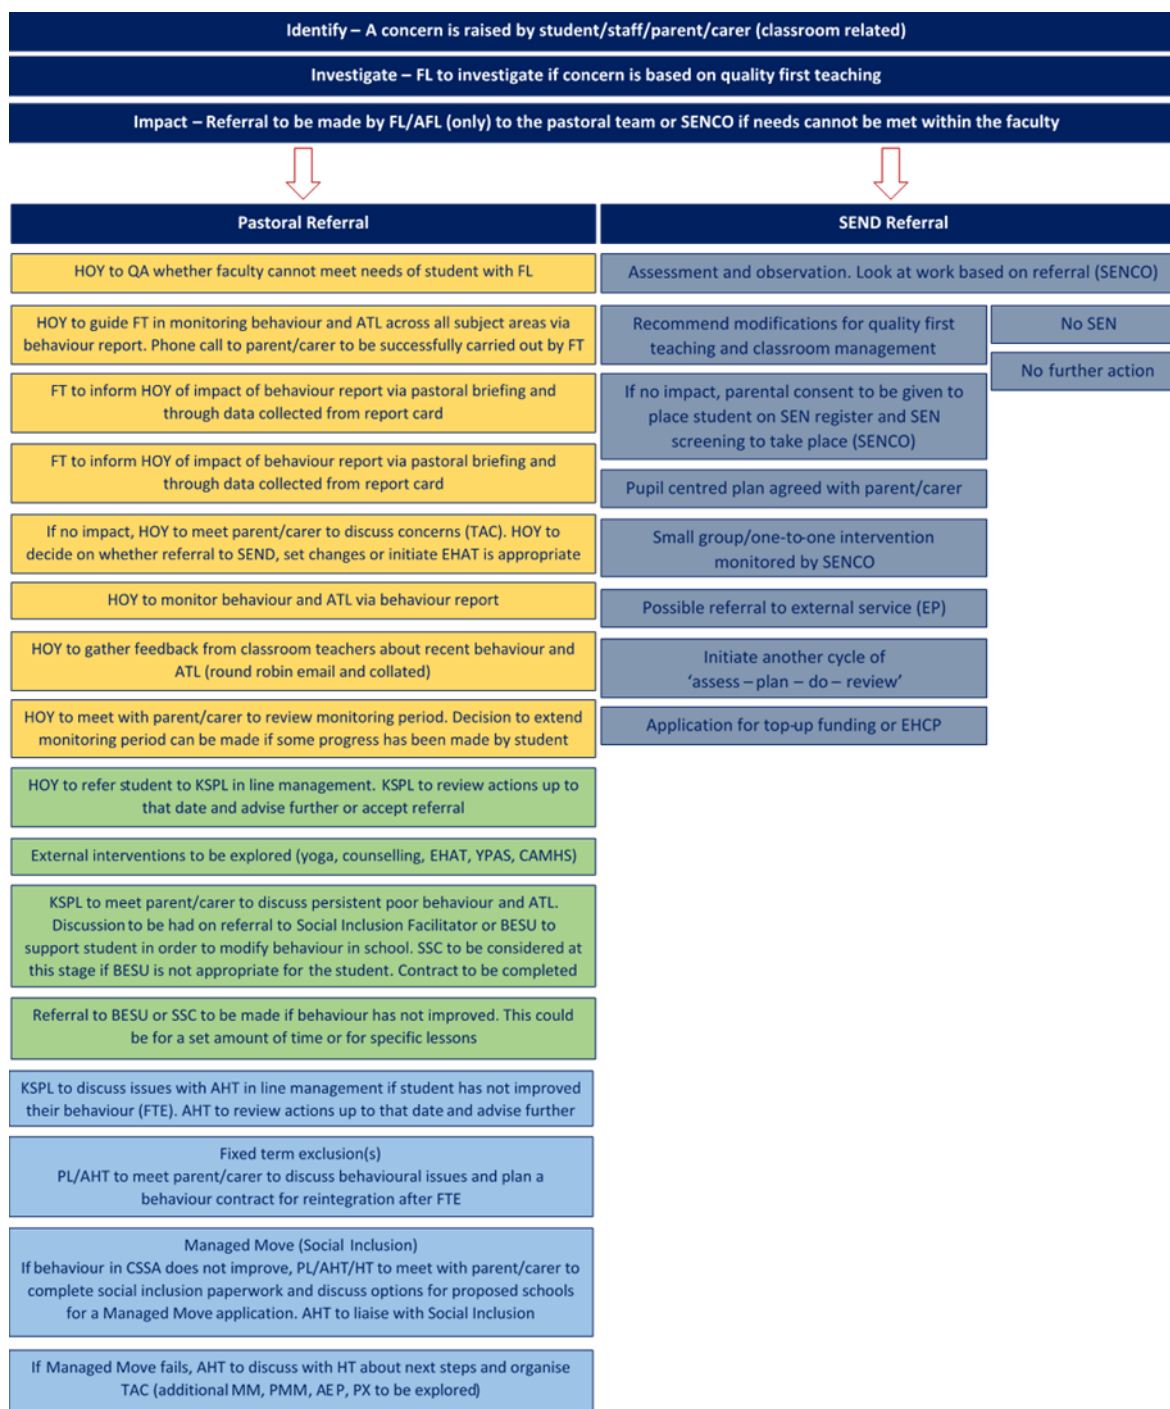 Identify – A concern is raised by student/staff/parent/carer (classroom related)
Investigate – FL to investigate if concern is based on quality first teaching
Impact – Referral to be made by FL/AFL (only) to the pastoral team or SENCO if needs cannot be met within the faculty
Pastoral Referral
HOY to QA whether faculty cannot meet needs of student with FL
HOY to guide FT in monitoring behaviour and ATL across all subject areas via
behaviour report. Phone call to parent/carer to be successfully carried out by FT
FT to inform HOY of impact of behaviour report via pastoral briefing and
through data collected from report card
FT to inform HOY of impact of behaviour report via pastoral briefing and
through data collected from report card
If no impact, HOY to meet parent/carer to discuss concerns (TAC). HOY to
decide on whether referral to SEND, set changes or initiate EHAT is appropriate
HOY to monitor behaviour and ATL via behaviour report
HOY to gather feedback from classroom teachers about recent behaviour and
ATL (round robin email and collated)
HOY to meet with parent/carer to review monitoring period. Decision to extend
monitoring period can be made if some progress has been made by student
HOY to refer student to KSPL in line management. KSPL to review actions up to
that date and advise further or accept referral
External interventions to be explored (yoga, counselling, EHAT, YPAS, CAMHS)
KSPL to meet parent/carer to discuss persistent poor behaviour and ATL.
Discussion to be had on referral to Social Inclusion Facilitator or BESU to
support student in order to modify behaviour in school. SSC to be considered at
this stage if BESU is not appropriate for the student. Contract to be completed
Referral to BESU or SSC to be made if behaviour has not improved. This could
be for a set amount of time or for specific lessons
KSPL to discuss issues with AHT in line management if student has not improved
their behaviour (FTE). AHT to review actions up to that date and advise further
Fixed term exclusion(s)
PL/AHT to meet parent/carer to discuss behavioural issues and plan a
behaviour contract for reintegration after FTE
Managed Move (Social Inclusion)
If behaviour in CSSA does not improve, PL/AHT/HT to meet with parent/carer to
complete social inclusion paperwork and discuss options for proposed schools
for a Managed Move application. AHT to liaise with Social Inclusion
If Managed Move fails, AHT to discuss with HT about next steps and organise
TAC (additional MM, PMM, AEP, PX to be explored)
SEND Referral
Assessment and observation. Look at work based on referral (SENCO)
Recommend modifications for quality first
teaching and classroom management
If no impact, parental consent to be given to
place student on SEN register and SEN
screening to take place (SENCO)
Pupil centred plan agreed with parent/carer
Small group/one-to-one intervention
monitored by SENCO
Possible referral to external service (EP)
Initiate another cycle of
‘assess – plan – do – review’
Application for top-up funding or EHCP
No SEN
No further action